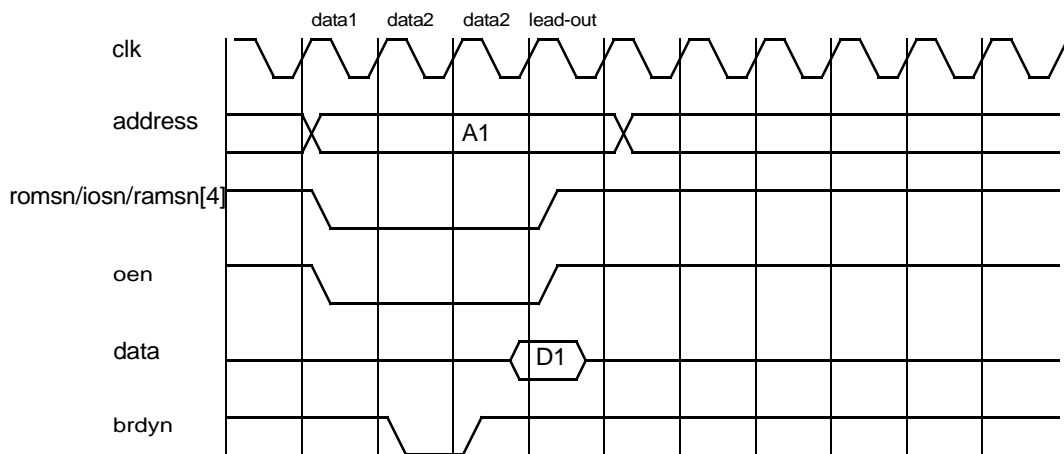 data1 data2 data2 lead-out
clk
address
A1
romsn/iosn/ramsn[4]
oen
data
D1
brdyn